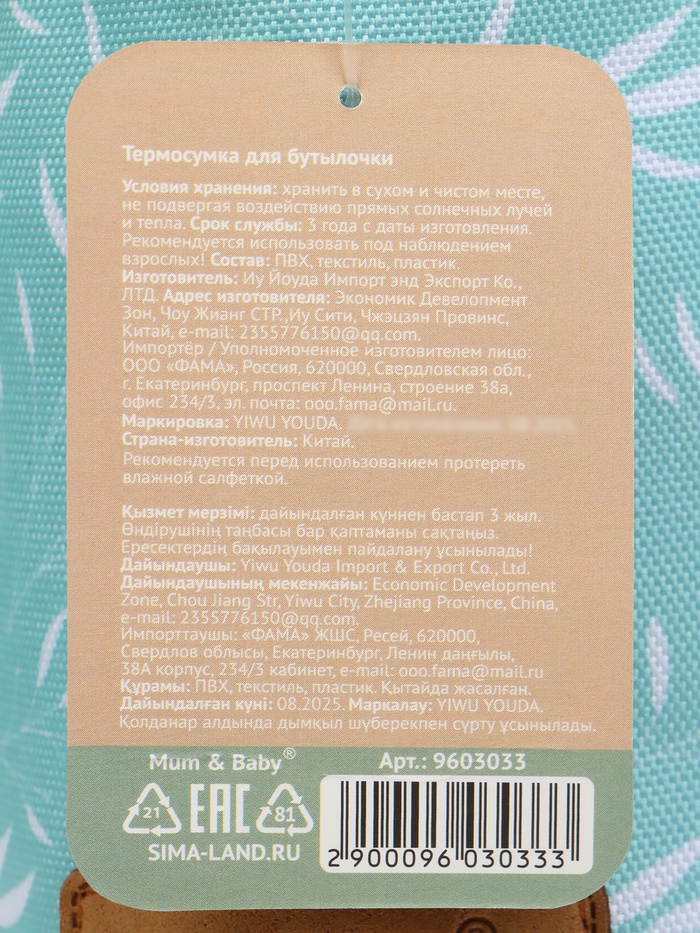 Термосумка для бутылочки
Условия хранения: хранить в сухом и чистом месте,
не подвергая воздействию прямых солнечных лучей
и тепла. Срок службы: 3 года с даты изготовления.
Рекомендуется использовать под наблюдением
взрослых! Состав: ПВХ, текстиль, пластик.
Изготовитель: Иу Йоуда Импорт энд Экспорт Ко.,
ЛТД. Адрес изготовителя: Экономик Девелопмент
Зон, Чоу Жианг СТР.,Иу Сити, Чжэцзян Провинс,
Китай, e-mail: 2355776150@qq.com.
Импортёр / Уполномоченное изготовителем лицо:
ООО «ФАМА», Россия, 620000, Свердловская обл.,
г. Екатеринбург, проспект Ленина, строение 38а,
офис 234/3, эл. почта: ooo.fama@mail.ru.
Маркировка: YIWU YOUDA.
Страна-изготовитель: Китай.
Рекомендуется перед использованием протереть
влажной салфеткой.
Қызмет мерзімі: дайындалған күннен бастап 3 жыл.
Өндірушінің таңбасы бар қаптаманы сақтаңыз.
Ересектердің бақылауымен пайдалану ұсынылады!
Дайындаушы: Yiwu Youda Import & Export Co., Ltd.
Дайындаушының мекенжайы: Economic Development
Zone, Chou Jiang Str, Yiwu City, Zhejiang Province, China,
e-mail: 2355776150@qq.com.
Импорттаушы: «ФАМА» ЖШС, Ресей, 620000,
Свердлов облысы, Екатеринбург, Ленин даңғылы,
38А корпус, 234/3 кабинет, e-mail: ooo.fama@mail.ru
Құрамы: ПВХ, текстиль, пластик. Қытайда жасалған.
Дайындалған күні: 08.2025. Маркалау: YIWU YOUDA.
Қолданар алдында дымқыл шүберекпен сүрту ұсынылады.
Mum & Baby® Арт.: 9603033
21 EAC 81
SIMA-LAND.RU
2 900096 030333